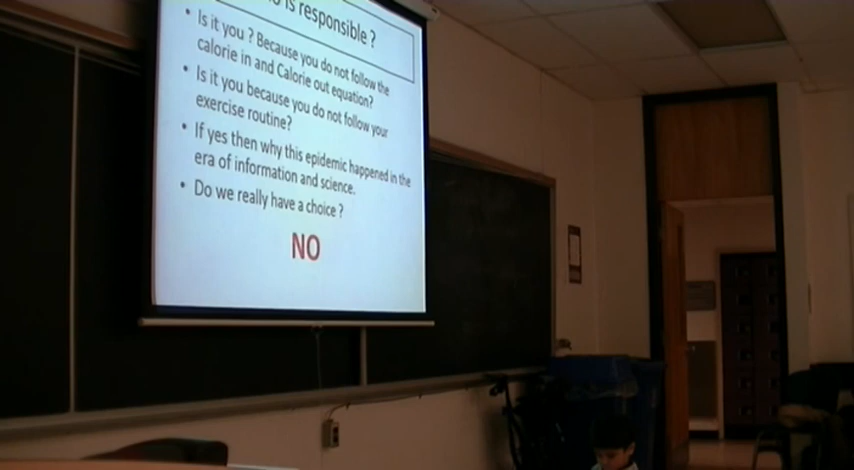 is responsible ?
• Is it you ? Because you do not follow the
calorie in and Calorie out equation?
• Is it you because you do not follow your
exercise routine?
• If yes then why this epidemic happened in the
era of information and science.
• Do we really have a choice ?
NO